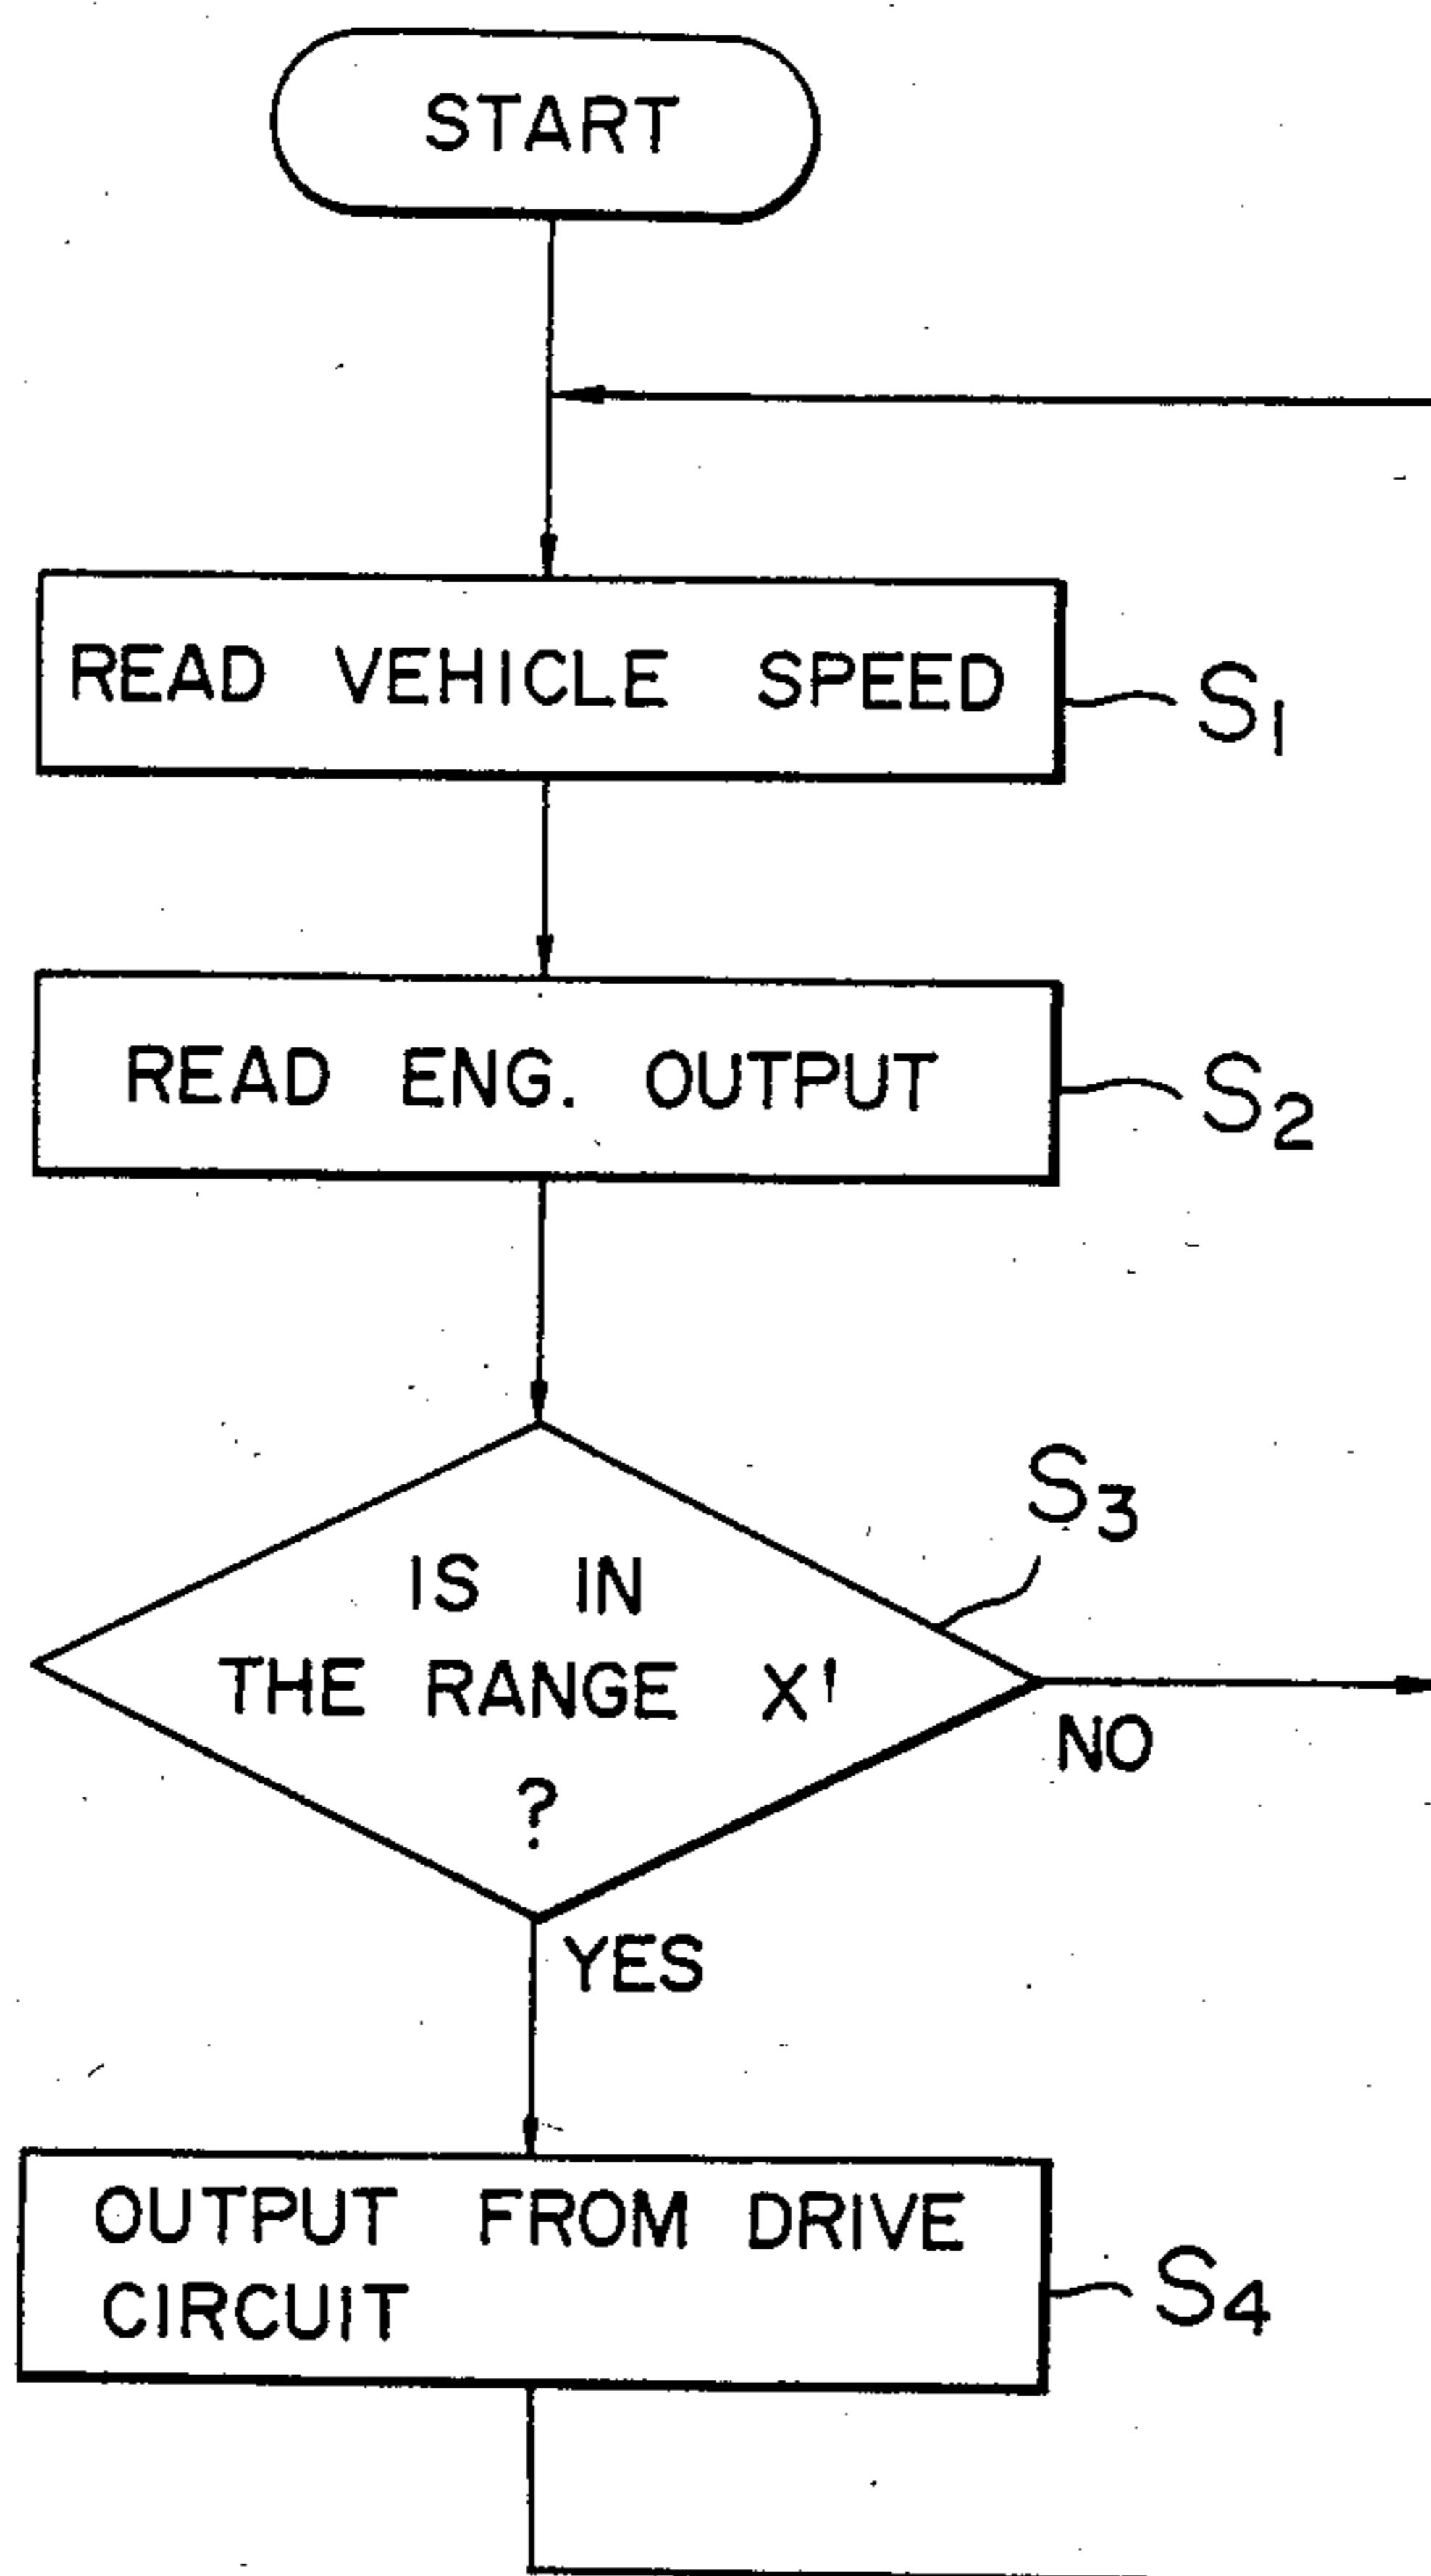 START
READ VEHICLE SPEED
S1
READ ENG. OUTPUT
S2
S3
IS IN
THE RANGE X'
?
NO
YES
OUTPUT FROM DRIVE
CIRCUIT
S4